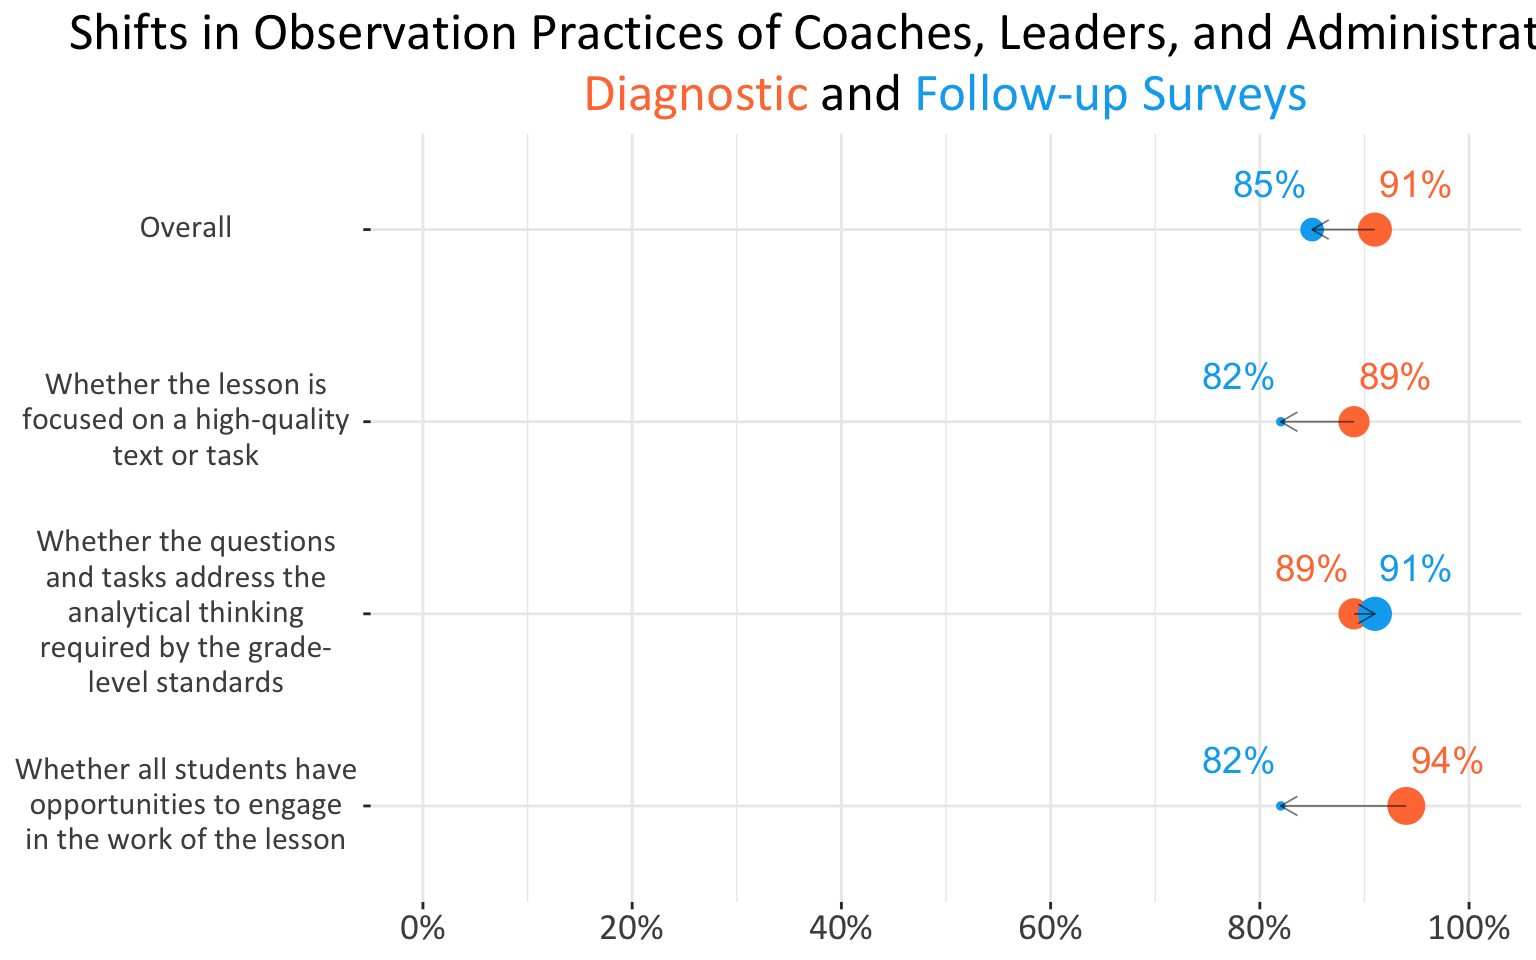 Shifts in Observation Practices of Coaches, Leaders, and Administrat
Diagnostic and Follow-up Surveys
85% 91%
Overall
82% 89%
Whether the lesson is
focused on a high-quality
text or task
89% 91%
Whether the questions
and tasks address the
analytical thinking
required by the grade-
level standards
82% 94%
Whether all students have
opportunities to engage
in the work of the lesson
0% 20% 40% 60% 80% 100%